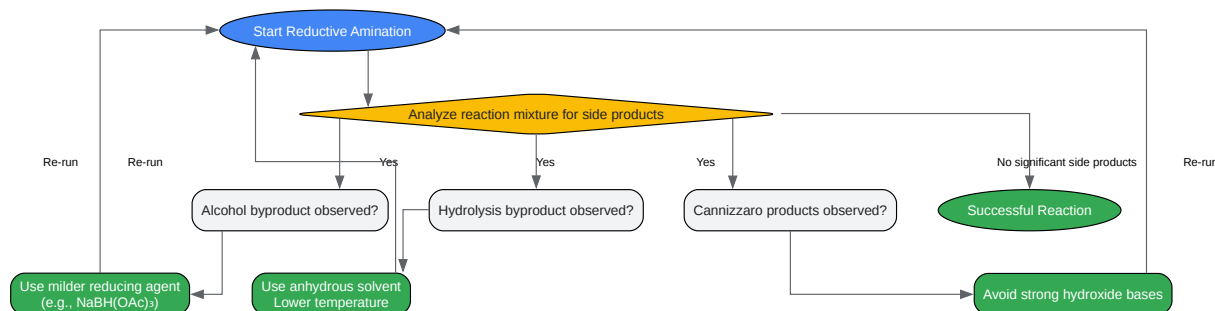 Start Reductive Amination
Analyze reaction mixture for side products
Re-run
Re-run
Yes
Yes
Yes
No significant side products
Re-run
Alcohol byproduct observed?
Hydrolysis byproduct observed?
Cannizzaro products observed?
Successful Reaction
Use milder reducing agent
(e.g., NaBH(OAc)₃)
Use anhydrous solvent
Lower temperature
Avoid strong hydroxide bases